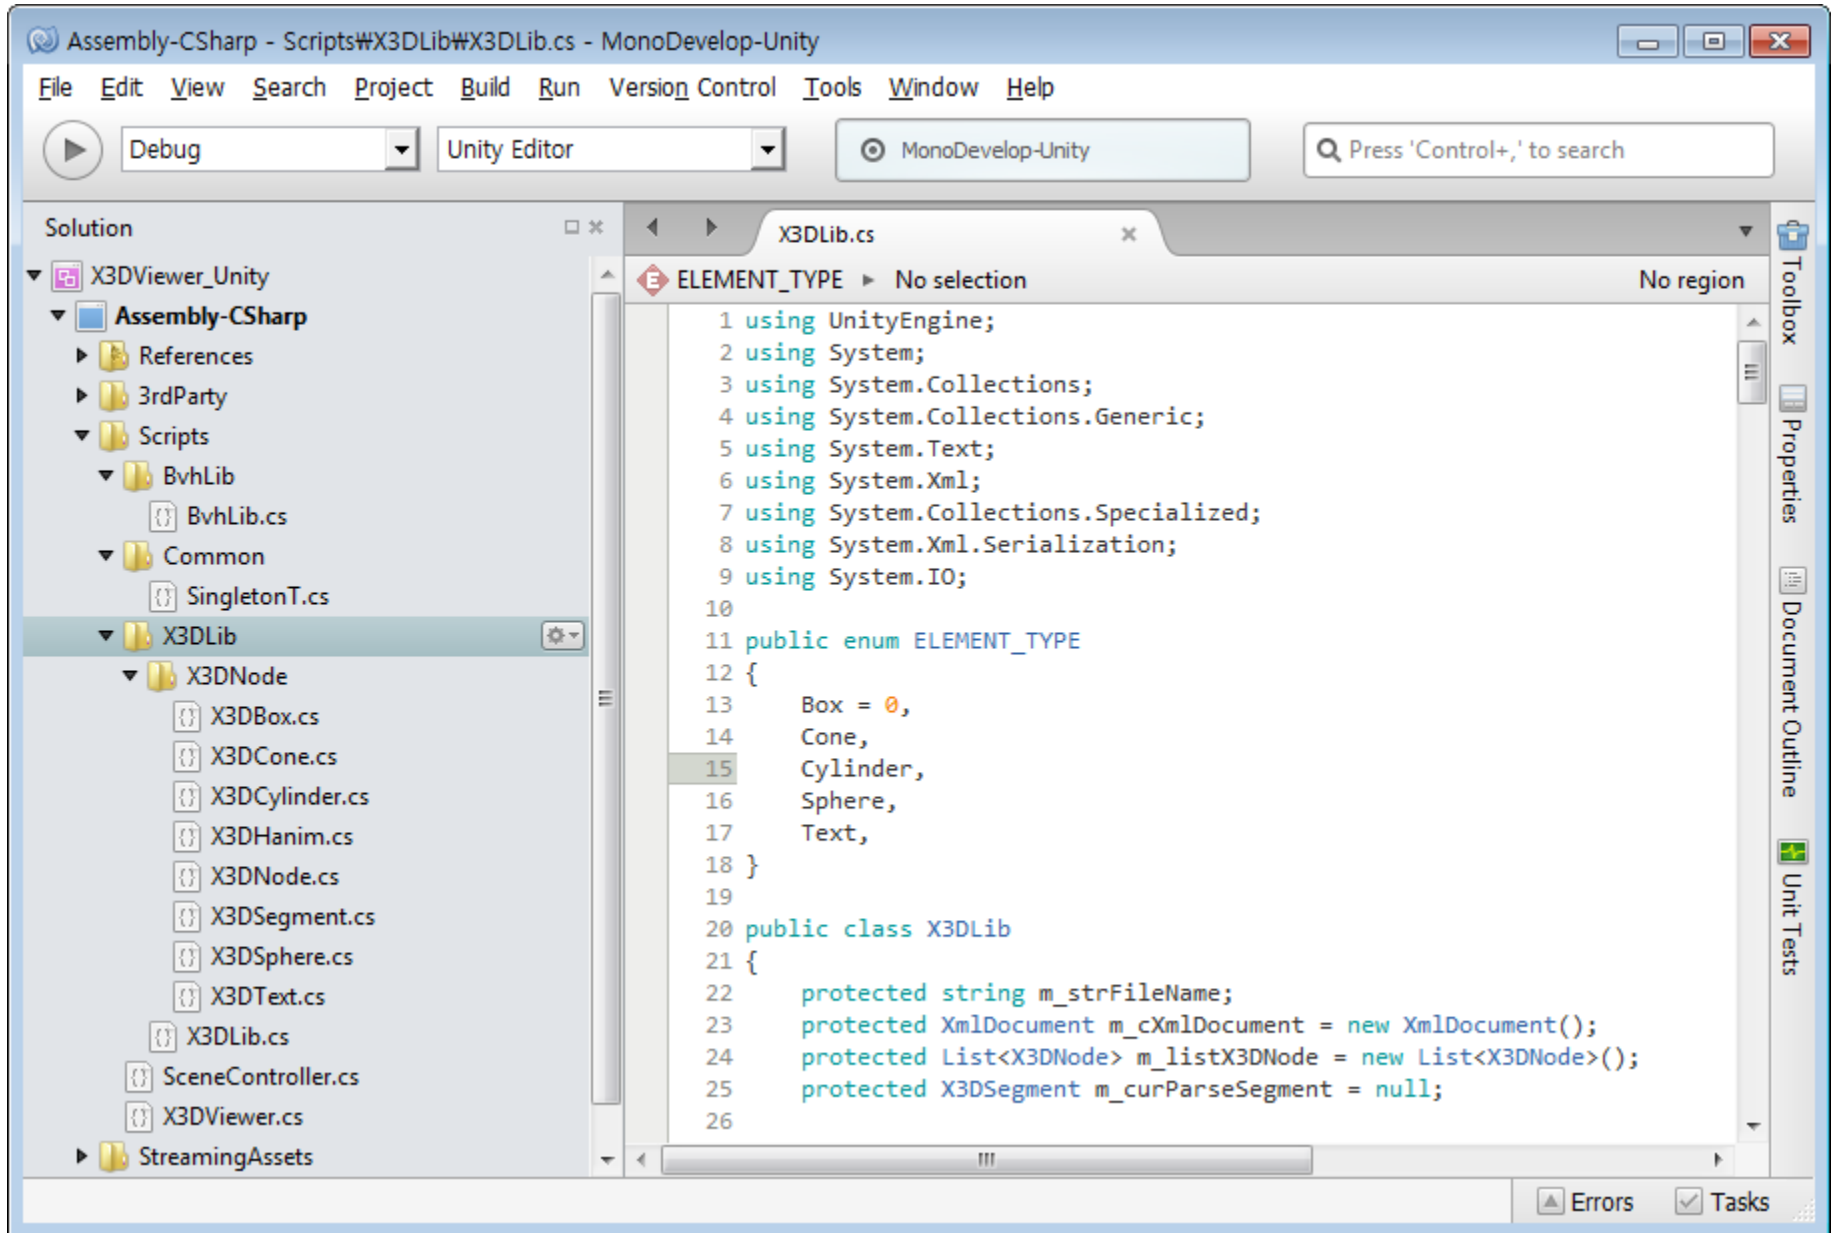 Assembly-CSharp - Scripts₩X3DLib₩X3DLib.cs - MonoDevelop-Unity
File Edit View Search Project Build Run Version Control Tools Window Help
Debug Unity Editor MonoDevelop-Unity Press 'Control+,' to search
Solution
X3DViewer_Unity
Assembly-CSharp
References
3rdParty
Scripts
BvhLib
BvhLib.cs
Common
SingletonT.cs
X3DLib
X3DNode
X3DBox.cs
X3DCone.cs
X3DCylinder.cs
X3DHanim.cs
X3DNode.cs
X3DSegment.cs
X3DSphere.cs
X3DText.cs
X3DLib.cs
SceneController.cs
X3DViewer.cs
StreamingAssets
X3DLib.cs
E ELEMENT_TYPE No selection No region
1 using UnityEngine;
2 using System;
3 using System.Collections;
4 using System.Collections.Generic;
5 using System.Text;
6 using System.Xml;
7 using System.Collections.Specialized;
8 using System.Xml.Serialization;
9 using System.IO;
10
11 public enum ELEMENT_TYPE
12 {
13 Box = 0,
14 Cone,
15 Cylinder,
16 Sphere,
17 Text,
18 }
19
20 public class X3DLib
21 {
22 protected string m_strFileName;
23 protected XmlDocument m_cXmlDocument = new XmlDocument();
24 protected List<X3DNode> m_listX3DNode = new List<X3DNode>();
25 protected X3DSegment m_curParseSegment = null;
26
Toolbox
Properties
Document Outline
Unit Tests
Errors Tasks